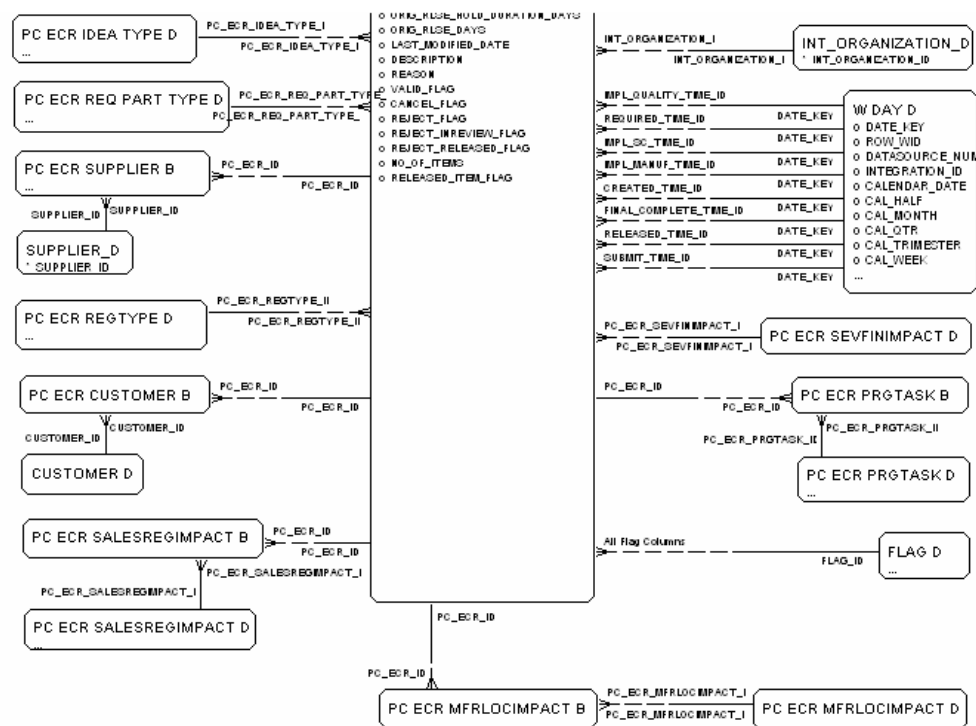 ORIG_RLSE_HOLD_DURATION_DAYS
ORIG_RLSE_DAYS
LAST_MODIFIED_DATE
DESCRIPTION
REASON
VALID_FLAG
CANCEL_FLAG
REJECT_FLAG
REJECT_INREVIEW_FLAG
REJECT_RELEASED_FLAG
NO_OF_ITEMS
RELEASED_ITEM_FLAG
PC ECR IDEA TYPE D
...
PC_ECR_IDEA_TYPE_I
PC_ECR_IDEA_TYPE_I
PC ECR REQ PART TYPE D
...
PC_ECR_REQ_PART_TYPE_
PC_ECR_REQ_PART_TYPE_
PC ECR SUPPLIER B
...
PC_ECR_ID
PC_ECR_ID
SUPPLIER_ID
SUPPLIER_ID
SUPPLIER_D
* SUPPLIER_ID
PC ECR REGTYPE D
...
PC_ECR_REGTYPE_II
PC_ECR_REGTYPE_II
PC ECR CUSTOMER B
PC_ECR_ID
PC_ECR_ID
CUSTOMER_ID
CUSTOMER_ID
CUSTOMER D
PC ECR SALESREGIMPACT B
PC_ECR_ID
PC_ECR_ID
PC_ECR_SALESREGIMPACT_I
PC_ECR_SALESREGIMPACT_I
PC ECR SALESREGIMPACT D
...
INT_ORGANIZATION_I
INT_ORGANIZATION_I
INT_ORGANIZATION_D
* INT_ORGANIZATION_ID
IMPL_QUALITY_TIME_ID
DATE_KEY
REQUIRED_TIME_ID
DATE_KEY
IMPL_SC_TIME_ID
DATE_KEY
IMPL_MANUF_TIME_ID
DATE_KEY
CREATED_TIME_ID
DATE_KEY
FINAL_COMPLETE_TIME_ID
DATE_KEY
RELEASED_TIME_ID
DATE_KEY
SUBMIT_TIME_ID
DATE_KEY
W DAY D
DATE_KEY
ROW_WID
DATASOURCE_NUM
INTEGRATION_ID
CALENDAR_DATE
CAL_HALF
CAL_MONTH
CAL_QTR
CAL_TRIMESTER
CAL_WEEK
...
PC_ECR_SEVFINIMPACT_I
PC_ECR_SEVFINIMPACT_I
PC ECR SEVFINIMPACT D
PC_ECR_ID
PC_ECR_ID
PC ECR PRGTASK B
PC_ECR_PRGTASK_II
PC_ECR_PRGTASK_ID
PC ECR PRGTASK D
...
All Flag Columns
FLAG_ID
FLAG D
...
PC_ECR_ID
PC_ECR_ID
PC ECR MFRLOCIMPACT B
PC_ECR_MFRLOCIMPACT_I
PC_ECR_MFRLOCIMPACT_I
PC ECR MFRLOCIMPACT D